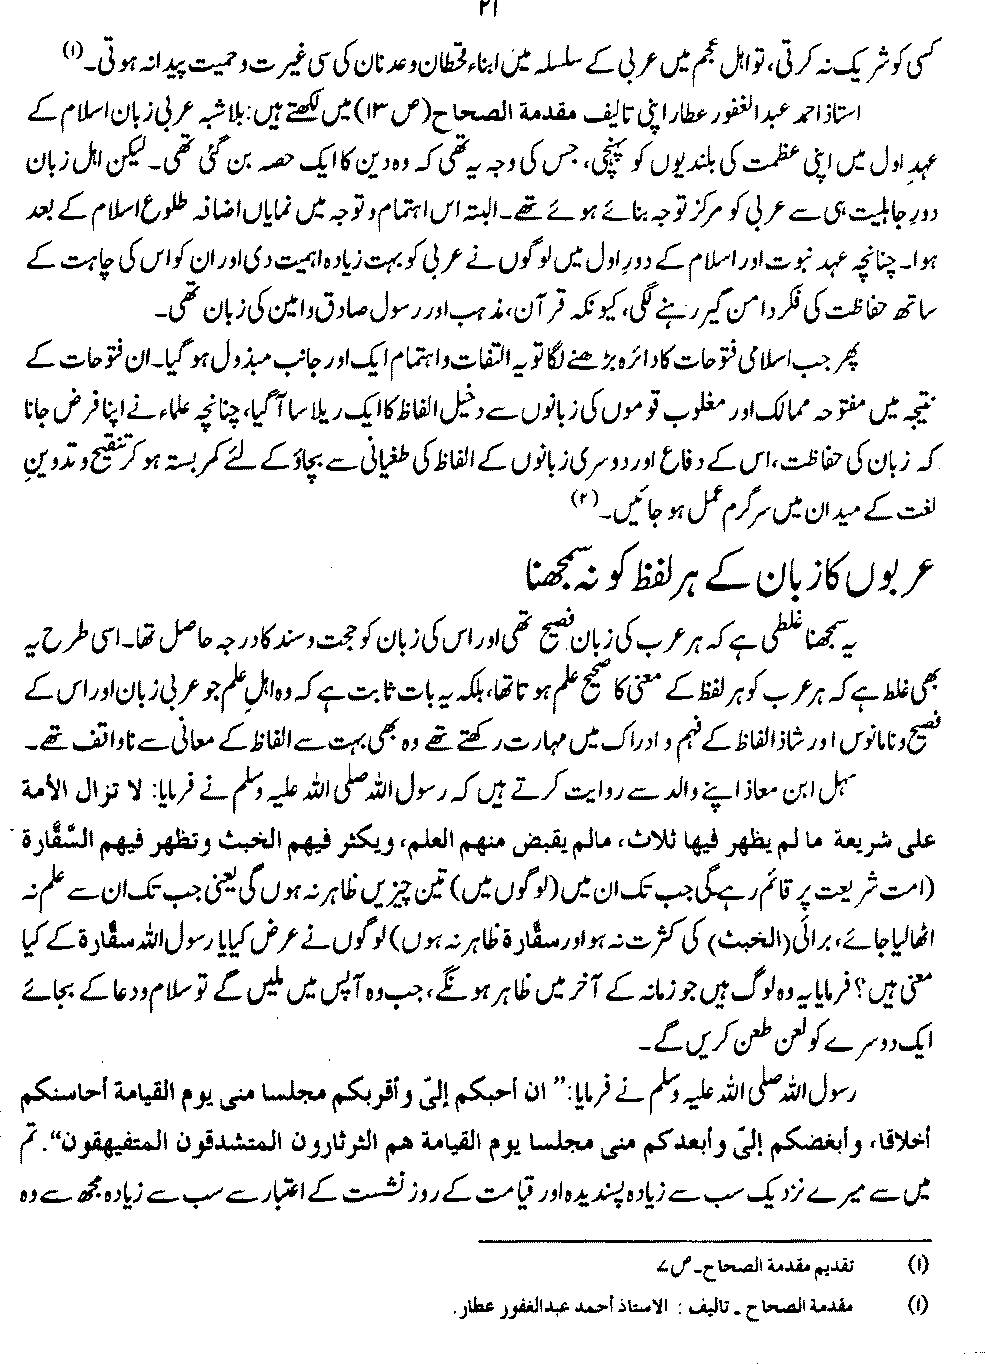 ۲۱
کسی کو شریک نہ کرتی، تو اہل عجم میں عربی کے سلسلہ میں ابناء قحطان و عدنان کی سی غیرت و حمیت پیدا نہ ہوتی۔(۱)
استاذ احمد عبدالغفور عطار اپنی تالیف مقدمة الصحاح (ص ۱۳) میں لکھتے ہیں: بلاشبہ عربی زبان اسلام کے
عہدِ اول میں اپنی عظمت کی بلندیوں کو پہنچی، جس کی وجہ یہ تھی کہ وہ دین کا ایک حصہ بن گئی تھی۔ لیکن اہل زبان
دورِ جاہلیت ہی سے عربی کو مرکز توجہ بنائے ہوئے تھے۔ البتہ اس اہتمام و توجہ میں نمایاں اضافہ طلوع اسلام کے بعد
ہوا۔ چنانچہ عہد نبوت اور اسلام کے دورِ اول میں لوگوں نے عربی کو بہت زیادہ اہمیت دی اور ان کو اس کی چاہت کے
ساتھ حفاظت کی فکر دامن گیر رہنے لگی، کیونکہ قرآن، مذہب اور رسول صادق و امین کی زبان تھی۔
پھر جب اسلامی فتوحات کا دائرہ بڑھنے لگا تو یہ التفات و اہتمام ایک اور جانب مبذول ہو گیا۔ ان فتوحات کے
نتیجہ میں مفتوحہ ممالک اور مغلوب قوموں کی زبانوں سے دخیل الفاظ کا ایک ریلا سا آ گیا، چنانچہ علماء نے اپنا فرض جانا
کہ زبان کی حفاظت، اس کے دفاع اور دوسری زبانوں کے الفاظ کی طغیانی سے بچاؤ کے لئے کمربستہ ہو کر تنقیح و تدوینِ
لغت کے میدان میں سرگرم عمل ہو جائیں۔(۲)
عربوں کا زبان کے ہر لفظ کو نہ سمجھنا
یہ سمجھنا غلطی ہے کہ ہر عرب کی زبان فصیح تھی اور اس کی زبان کو حجت و سند کا درجہ حاصل تھا۔ اسی طرح یہ
بھی غلط ہے کہ ہر عرب کو ہر لفظ کے معنی کا صحیح علم ہوتا تھا، بلکہ یہ بات ثابت ہے کہ وہ اہلِ علم جو عربی زبان اور اس کے
فصیح و نامانوس اور شاذ الفاظ کے فہم و ادراک میں مہارت رکھتے تھے وہ بھی بہت سے الفاظ کے معانی سے ناواقف تھے۔
سہل ابن معاذ اپنے والد سے روایت کرتے ہیں کہ رسول اللہ صلی اللہ علیہ وسلم نے فرمایا: لا تزال الأمة
على شريعة ما لم يظهر فيها ثلاث، مالم يقبض منهم العلم، ويكثر فيهم الخبث وتظهر فيهم السَّقَّارة
(امت شریعت پر قائم رہے گی جب تک ان میں (لوگوں میں) تین چیزیں ظاہر نہ ہوں گی یعنی جب تک ان سے علم نہ
اٹھالیا جائے، برائی (الخبث) کی کثرت نہ ہو اور سقَّارة ظاہر نہ ہوں) لوگوں نے عرض کیا یا رسول اللہ سقَّارة کے کیا
معنی ہیں؟ فرمایا یہ وہ لوگ ہیں جو زمانہ کے آخر میں ظاہر ہونگے، جب وہ آپس میں ملیں گے تو سلام و دعا کے بجائے
ایک دوسرے کو لعن طعن کریں گے۔
رسول اللہ صلی اللہ علیہ وسلم نے فرمایا: ”ان أحبكم إليّ و أقربكم مجلسا منى يوم القيامة أحاسنكم
أخلاقا، وأبغضكم إليّ وأبعدكم منى مجلسا يوم القيامة هم الثرثارون المتشدقون المتفيهقون“. تم
میں سے میرے نزدیک سب سے زیادہ پسندیدہ اور قیامت کے روز نشست کے اعتبار سے سب سے زیادہ مجھ سے وہ
(۱) تقديم مقدمة الصحاح۔ ص ۷
(۱) مقدمة الصحاح ـ تاليف : الاستاذ أحمد عبدالغفور عطار.